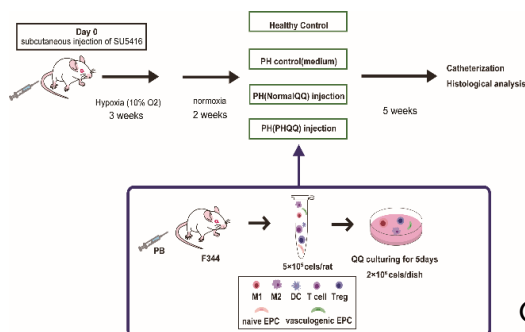 Day 0
subcutaneous injection of SU5416
Hypoxia (10% O2)
3 weeks
normoxia
2 weeks
Healthy Control
PH control(medium)
PH(NormalQQ) injection
PH(PHQQ) injection
5 weeks
Catheterization
Histological analysis
PB
F344
5×10⁶ cels/rat
QQ culturing for 5days
2×10⁶ cels/dish
M1 M2 DC T cell Treg
naive EPC vasculogenic EPC